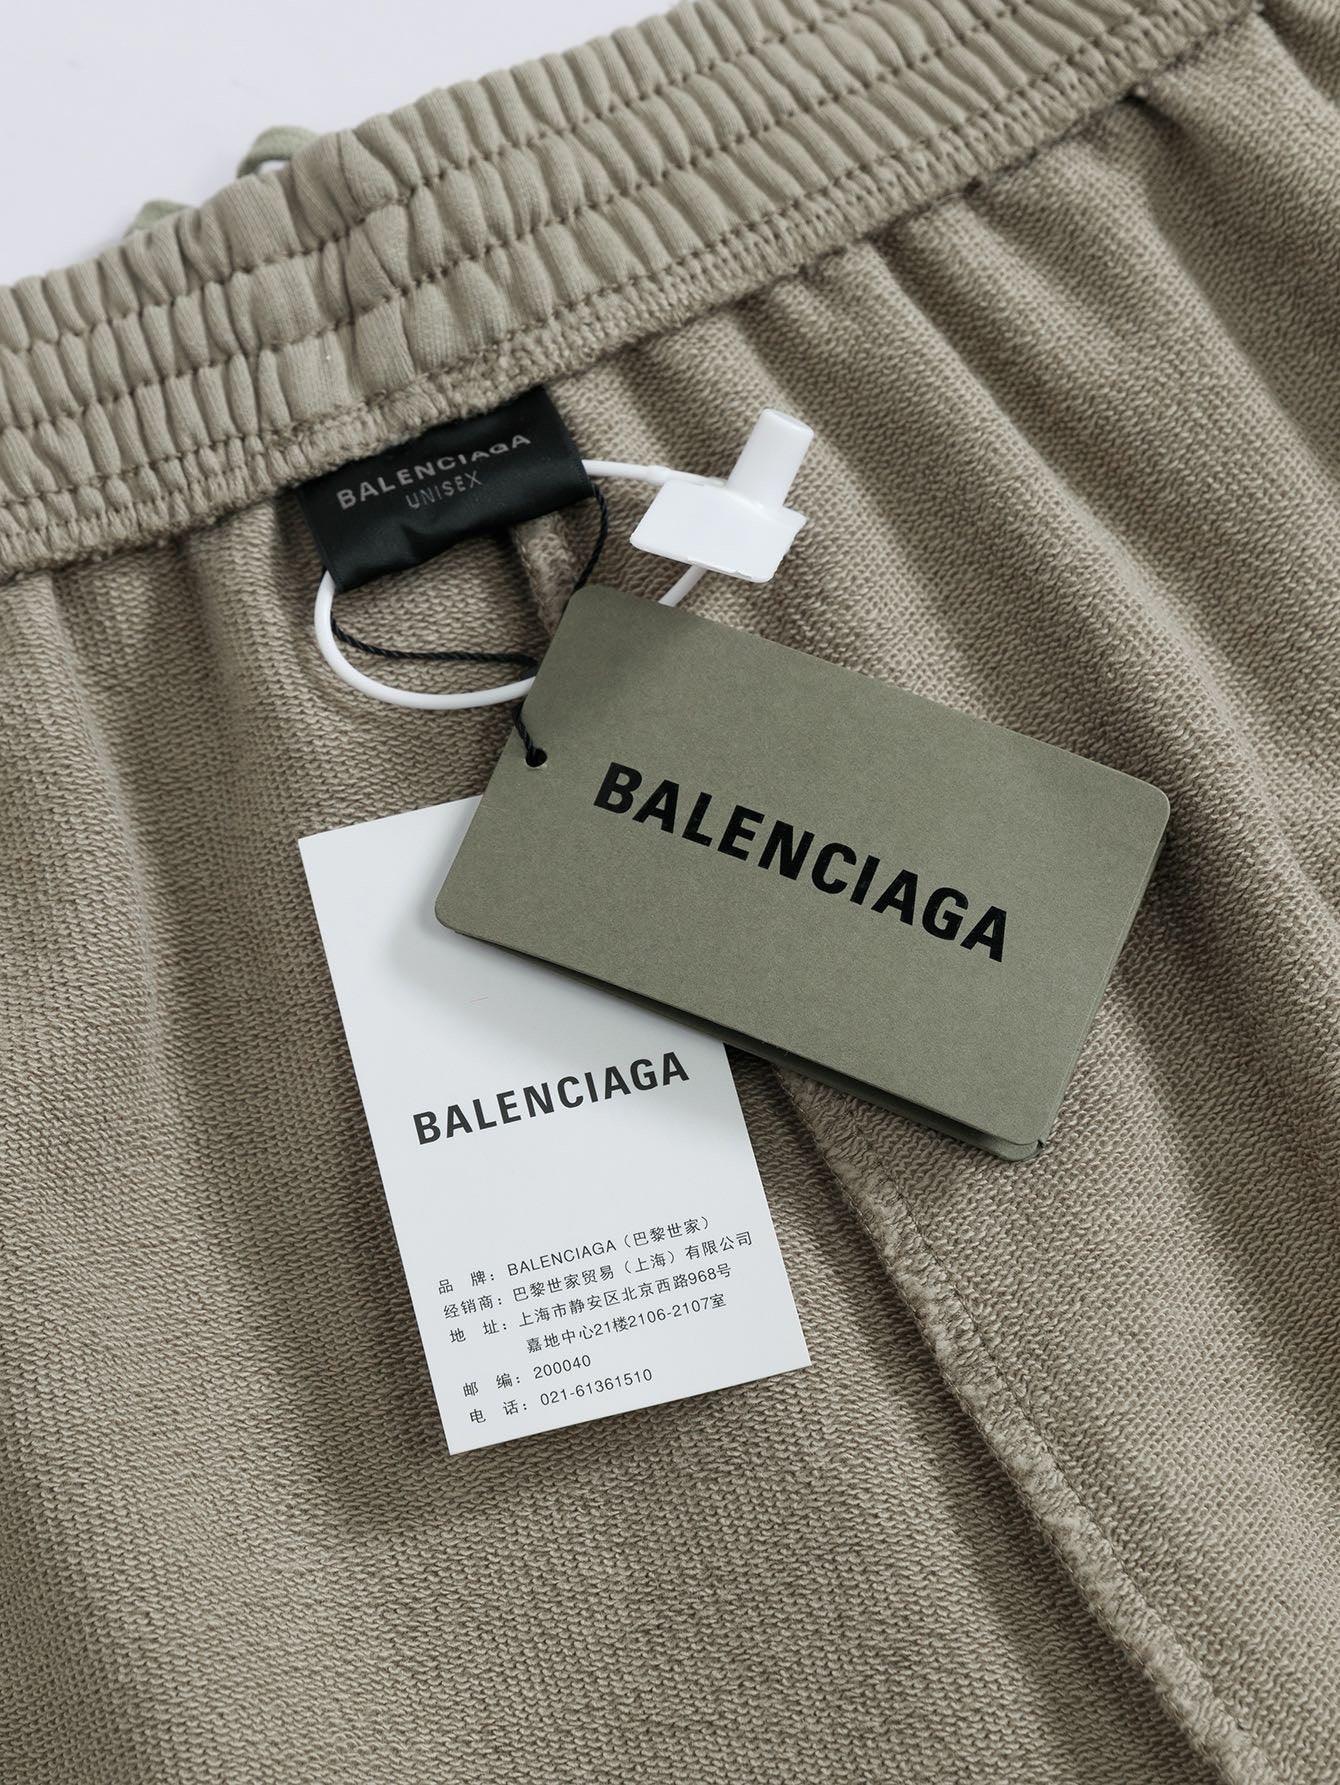 BALENCIAGA
UNISEX
BALENCIAGA
BALENCIAGA
品 牌：BALENCIAGA（巴黎世家）
经销商：巴黎世家贸易（上海）有限公司
地 址：上海市静安区北京西路968号
嘉地中心21楼2106-2107室
邮 编：200040
电 话：021-61361510